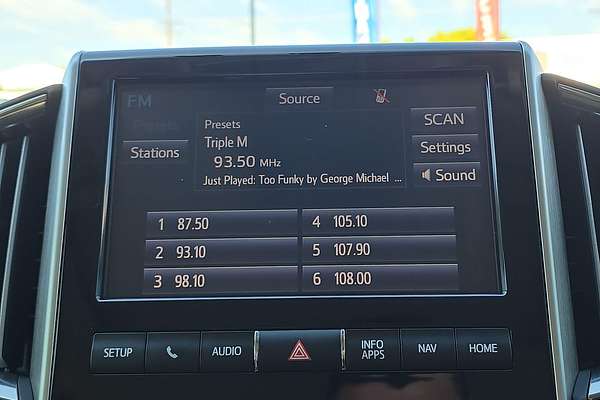 FM
Source
Presets
Stations
Presets
Triple M
93.50 MHz
Just Played: Too Funky by George Michael ...
SCAN
Settings
Sound
1 87.50
2 93.10
3 98.10
4 105.10
5 107.90
6 108.00
SETUP
AUDIO
INFO
APPS
NAV
HOME